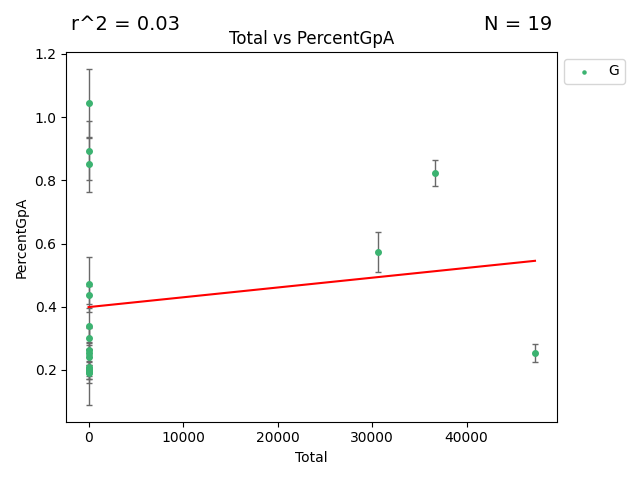 r^2 = 0.03
N = 19
Total vs PercentGpA
G
PercentGpA
1.2
1.0
0.8
0.6
0.4
0.2
0
10000
20000
30000
40000
Total